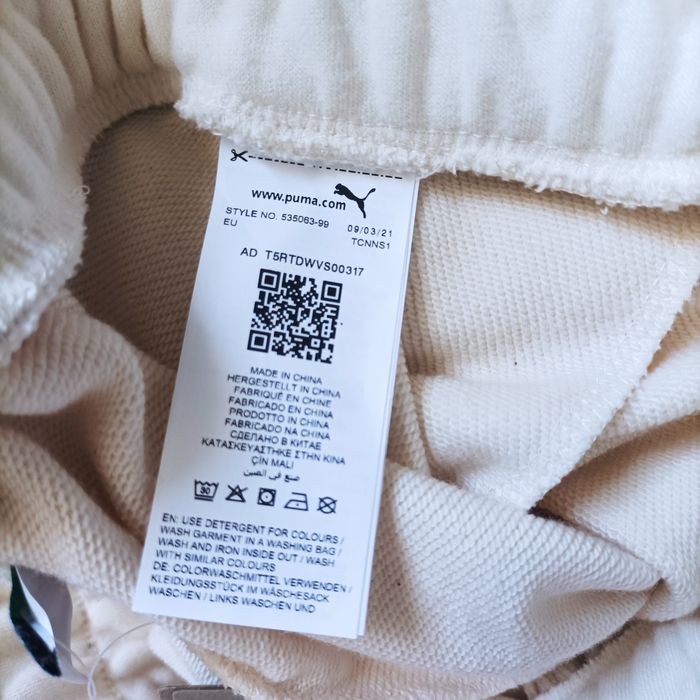 www.puma.com
STYLE NO. 535063-99
EU
09/03/21
TCNNS1
AD T5RTDWVS00317
MADE IN CHINA
HERGESTELLT IN CHINA
FABRIQUÉ EN CHINE
FABRICADO EN CHINA
PRODOTTO IN CHINA
FABRICADO NA CHINA
СДЕЛАНО В КИТАЕ
ΚΑΤΑΣΚΕΥΑΣΤΗΚΕ ΣΤΗΝ ΚΙΝΑ
ÇİN MALI
صنع في الصين
30
EN: USE DETERGENT FOR COLOURS /
WASH GARMENT IN A WASHING BAG /
WASH AND IRON INSIDE OUT / WASH
WITH SIMILAR COLOURS
DE: COLORWASCHMITTEL VERWENDEN /
KLEIDUNGSSTÜCK IM WÄSCHESACK
WASCHEN / LINKS WASCHEN UND